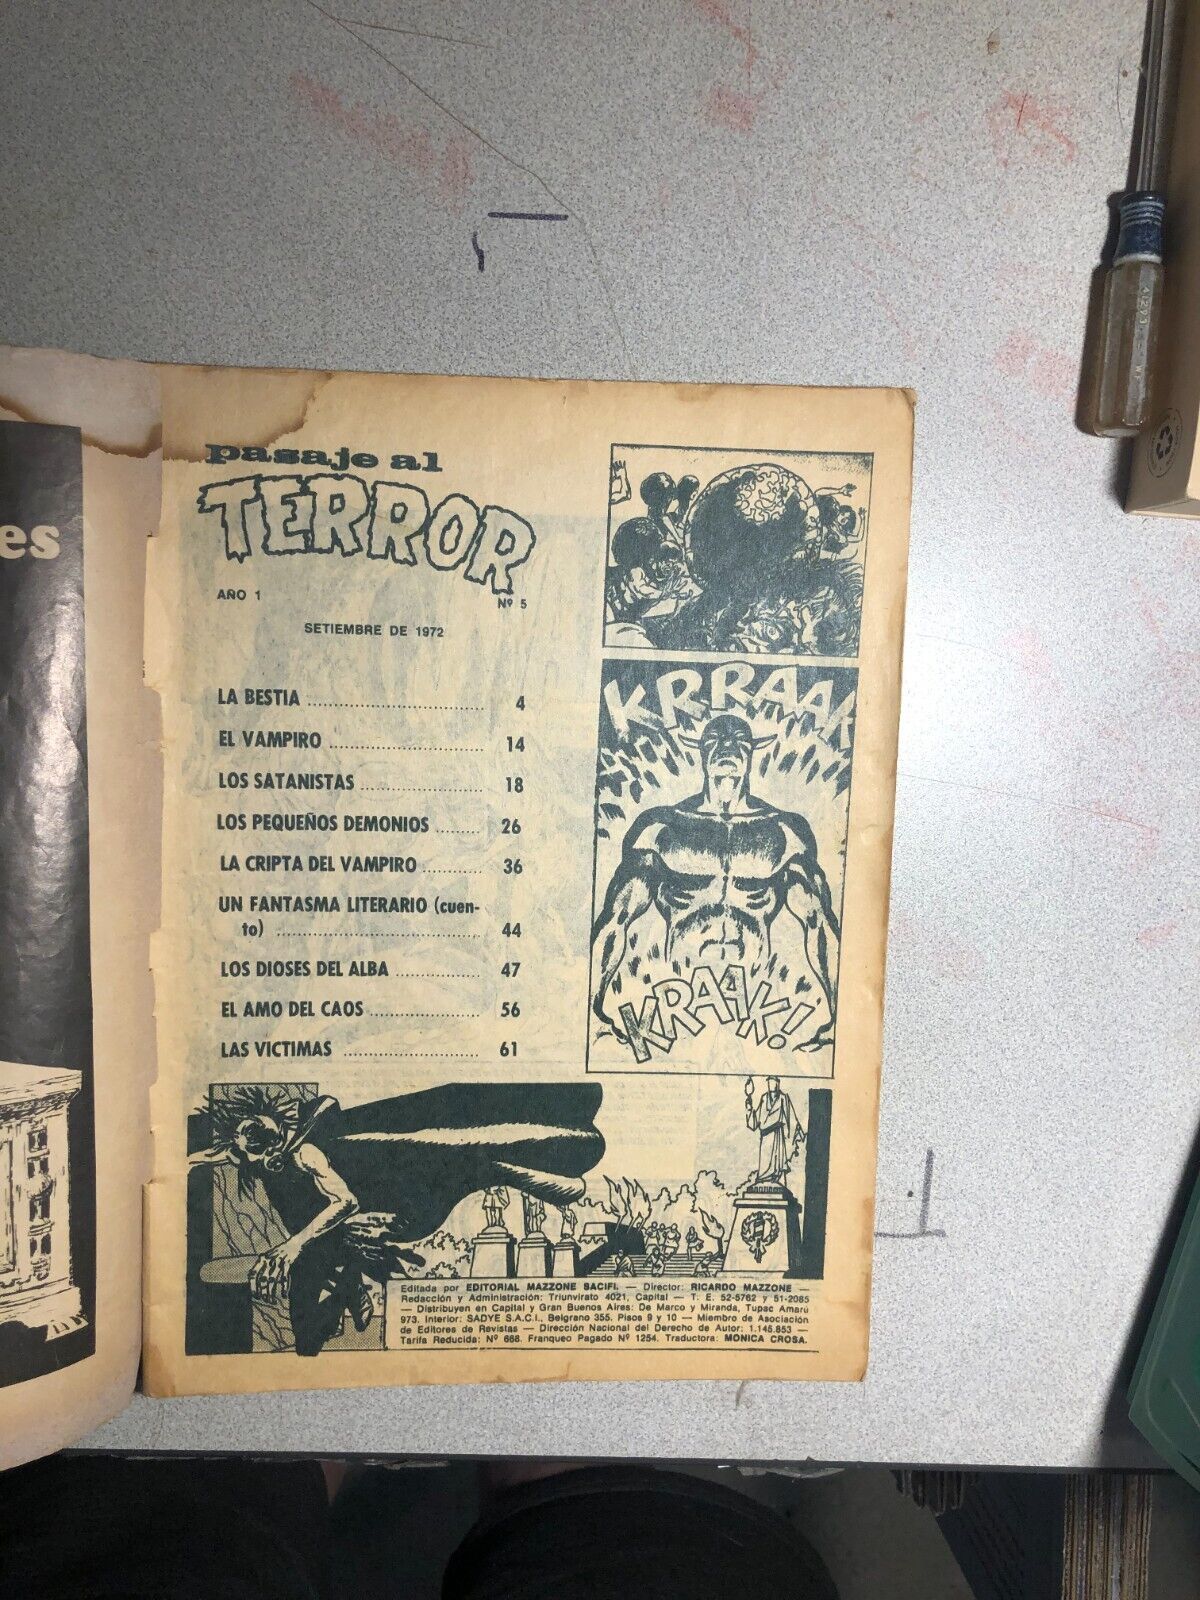 es
pasaje al
TERROR
AÑO 1
Nº 5
SETIEMBRE DE 1972
LA BESTIA ................................ 4
EL VAMPIRO ............................ 14
LOS SATANISTAS ...................... 18
LOS PEQUEÑOS DEMONIOS ........ 26
LA CRIPTA DEL VAMPIRO ........... 36
UN FANTASMA LITERARIO (cuen-
to) ...................................... 44
LOS DIOSES DEL ALBA ............... 47
EL AMO DEL CAOS ..................... 56
LAS VICTIMAS ......................... 61
KRRAAK
KRAAK!
Editada por EDITORIAL MAZZONE SACIFI. — Director: RICARDO MAZZONE —
Redacción y Administración: Triunvirato 4021, Capital — T. E. 52-5762 y 51-2085
— Distribuyen en Capital y Gran Buenos Aires: De Marco y Miranda, Tupac Amarú
973. Interior: SADYE S.A.C.I., Belgrano 355. Pisos 9 y 10 — Miembro de Asociación
de Editores de Revistas — Dirección Nacional del Derecho de Autor: 1.146.853 —
Tarifa Reducida: Nº 668. Franqueo Pagado Nº 1254. Traductora: MONICA CROSA.
41293